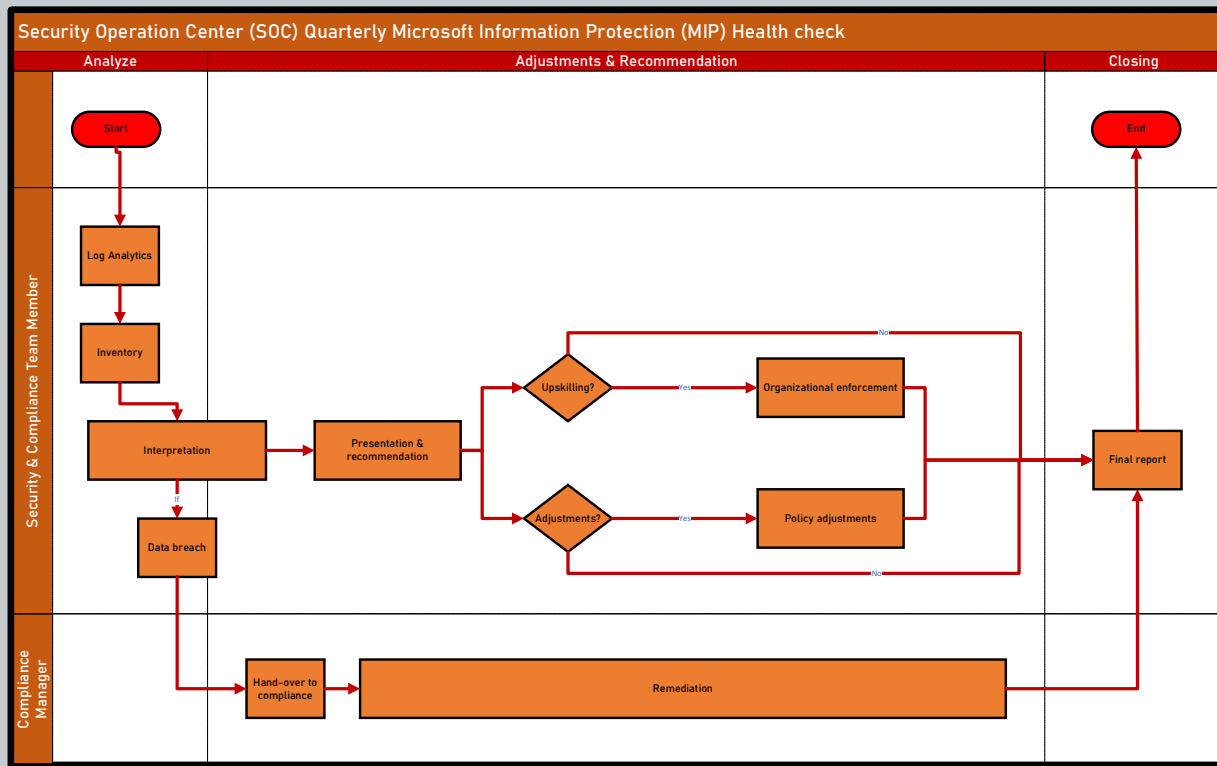 Security Operation Center (SOC) Quarterly Microsoft Information Protection (MIP) Health check
Analyze
Adjustments & Recommendation
Closing
Start
End
Security & Compliance Team Member
Log Analytics
Inventory
Interpretation
If
Data breach
Presentation &
recommendation
No
Upskilling?
Yes
Organizational enforcement
Adjustments?
Yes
Policy adjustments
No
Final report
Compliance
Manager
Hand-over to
compliance
Remediation